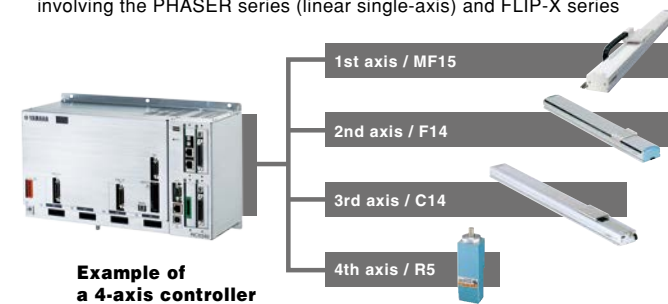 involving the PHASER series (linear single-axis) and FLIP-X series
1st axis / MF15
YAMAHA
2nd axis / F14
3rd axis / C14
4th axis / R5
Example of
a 4-axis controller